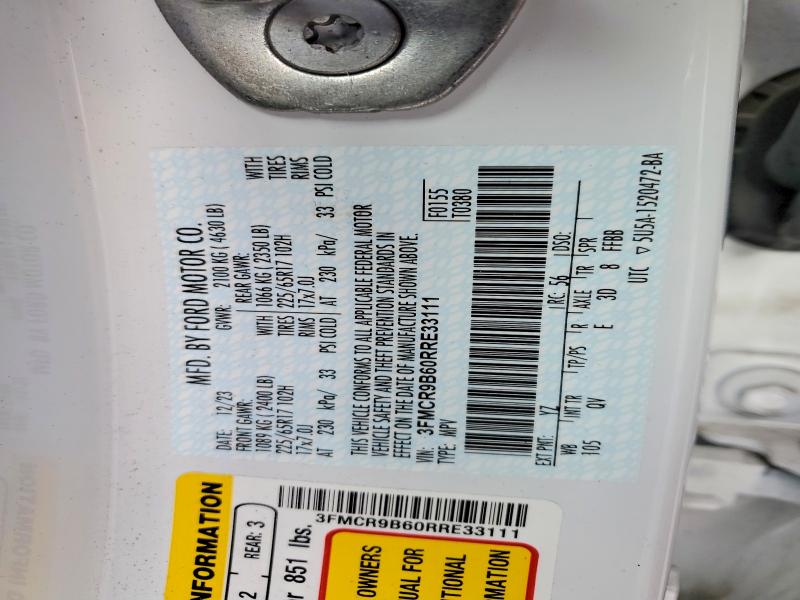 MFD. BY FORD MOTOR CO.
DATE: 12/23 GVWR: 2100 KG ( 4630 LB)
FRONT GAWR: REAR GAWR: WITH
1089 KG ( 2400 LB) WITH 1066 KG ( 2350 LB) TIRES
225/65R17 102H TIRES 225/65R17 102H RIMS
17x7.0J RIMS 17x7.0J
AT 230 kPa/ 33 PSI COLD AT 230 kPa/ 33 PSI COLD
THIS VEHICLE CONFORMS TO ALL APPLICABLE FEDERAL MOTOR
VEHICLE SAFETY AND THEFT PREVENTION STANDARDS IN
EFFECT ON THE DATE OF MANUFACTURE SHOWN ABOVE.
VIN: 3FMCR9B60RRE33111 F0155
TYPE: MPV T0380
EXT PNT: YZ RC: 56 DSO:
WB INT TR TP/PS R AXLE TR SPR
105 QV E 3D 8 FFBB
UTC ▽ 5U5A-1520472-BA
NFORMATION
2 REAR: 3
r 851 lbs.
3FMCR9B60RRE33111
OWNERS
UAL FOR
TIONAL
MATION